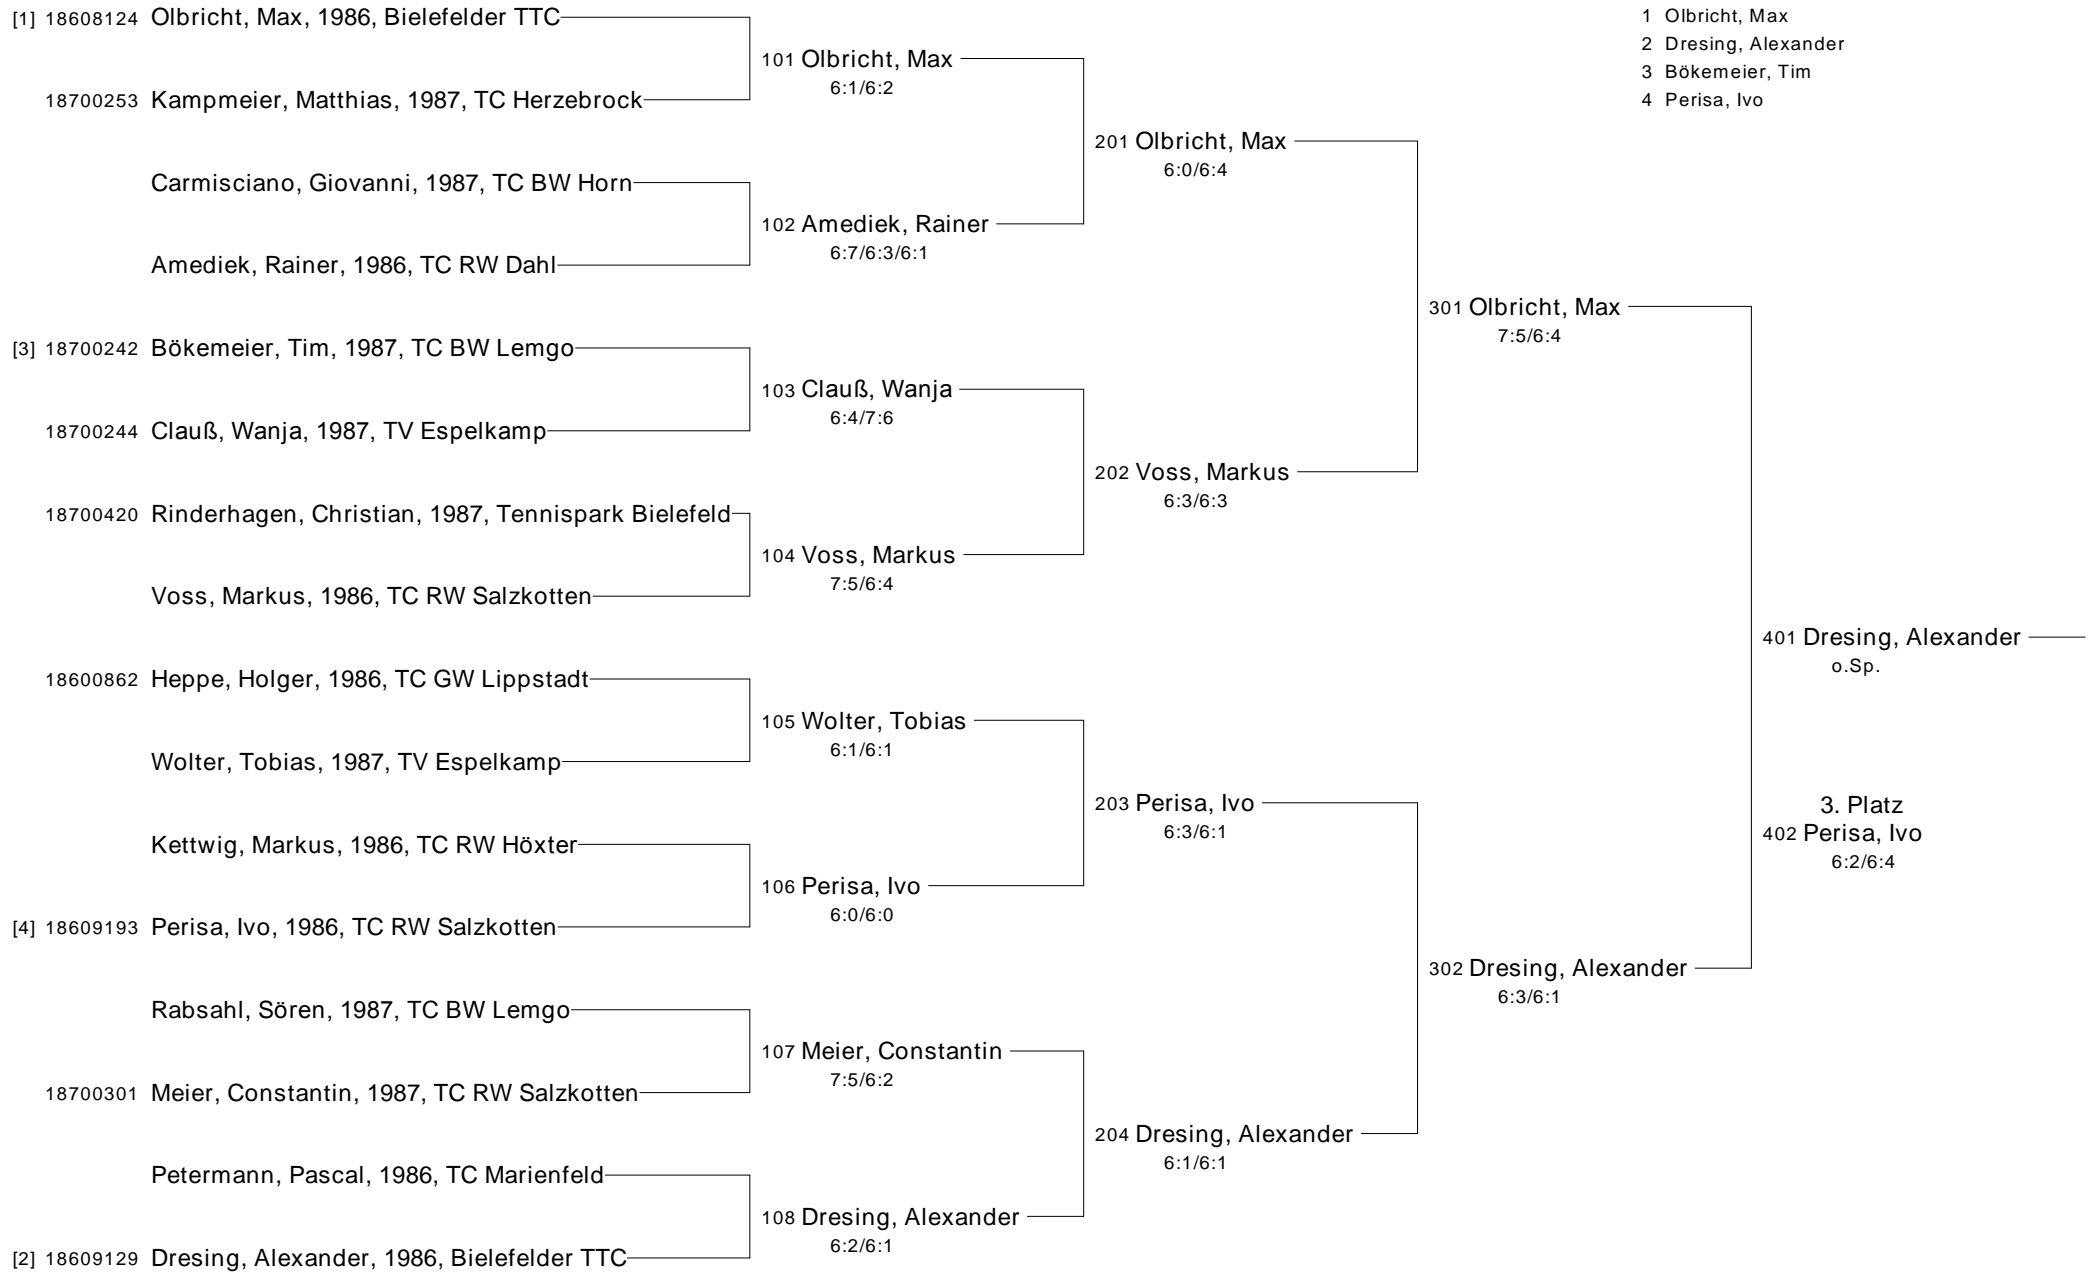 [1] 18608124 Olbricht, Max, 1986, Bielefelder TTC
18700253 Kampmeier, Matthias, 1987, TC Herzebrock
Carmisciano, Giovanni, 1987, TC BW Horn
Amediek, Rainer, 1986, TC RW Dahl
[3] 18700242 Bökemeier, Tim, 1987, TC BW Lemgo
18700244 Clauß, Wanja, 1987, TV Espelkamp
18700420 Rinderhagen, Christian, 1987, Tennispark Bielefeld
Voss, Markus, 1986, TC RW Salzkotten
18600862 Heppe, Holger, 1986, TC GW Lippstadt
Wolter, Tobias, 1987, TV Espelkamp
Kettwig, Markus, 1986, TC RW Höxter
[4] 18609193 Perisa, Ivo, 1986, TC RW Salzkotten
Rabsahl, Sören, 1987, TC BW Lemgo
18700301 Meier, Constantin, 1987, TC RW Salzkotten
Petermann, Pascal, 1986, TC Marienfeld
[2] 18609129 Dresing, Alexander, 1986, Bielefelder TTC
101 Olbricht, Max
6:1/6:2
102 Amediek, Rainer
6:7/6:3/6:1
103 Clauß, Wanja
6:4/7:6
104 Voss, Markus
7:5/6:4
105 Wolter, Tobias
6:1/6:1
106 Perisa, Ivo
6:0/6:0
107 Meier, Constantin
7:5/6:2
108 Dresing, Alexander
6:2/6:1
201 Olbricht, Max
6:0/6:4
202 Voss, Markus
6:3/6:3
203 Perisa, Ivo
6:3/6:1
204 Dresing, Alexander
6:1/6:1
301 Olbricht, Max
7:5/6:4
302 Dresing, Alexander
6:3/6:1
401 Dresing, Alexander
o.Sp.
3. Platz
402 Perisa, Ivo
6:2/6:4
1 Olbricht, Max
2 Dresing, Alexander
3 Bökemeier, Tim
4 Perisa, Ivo